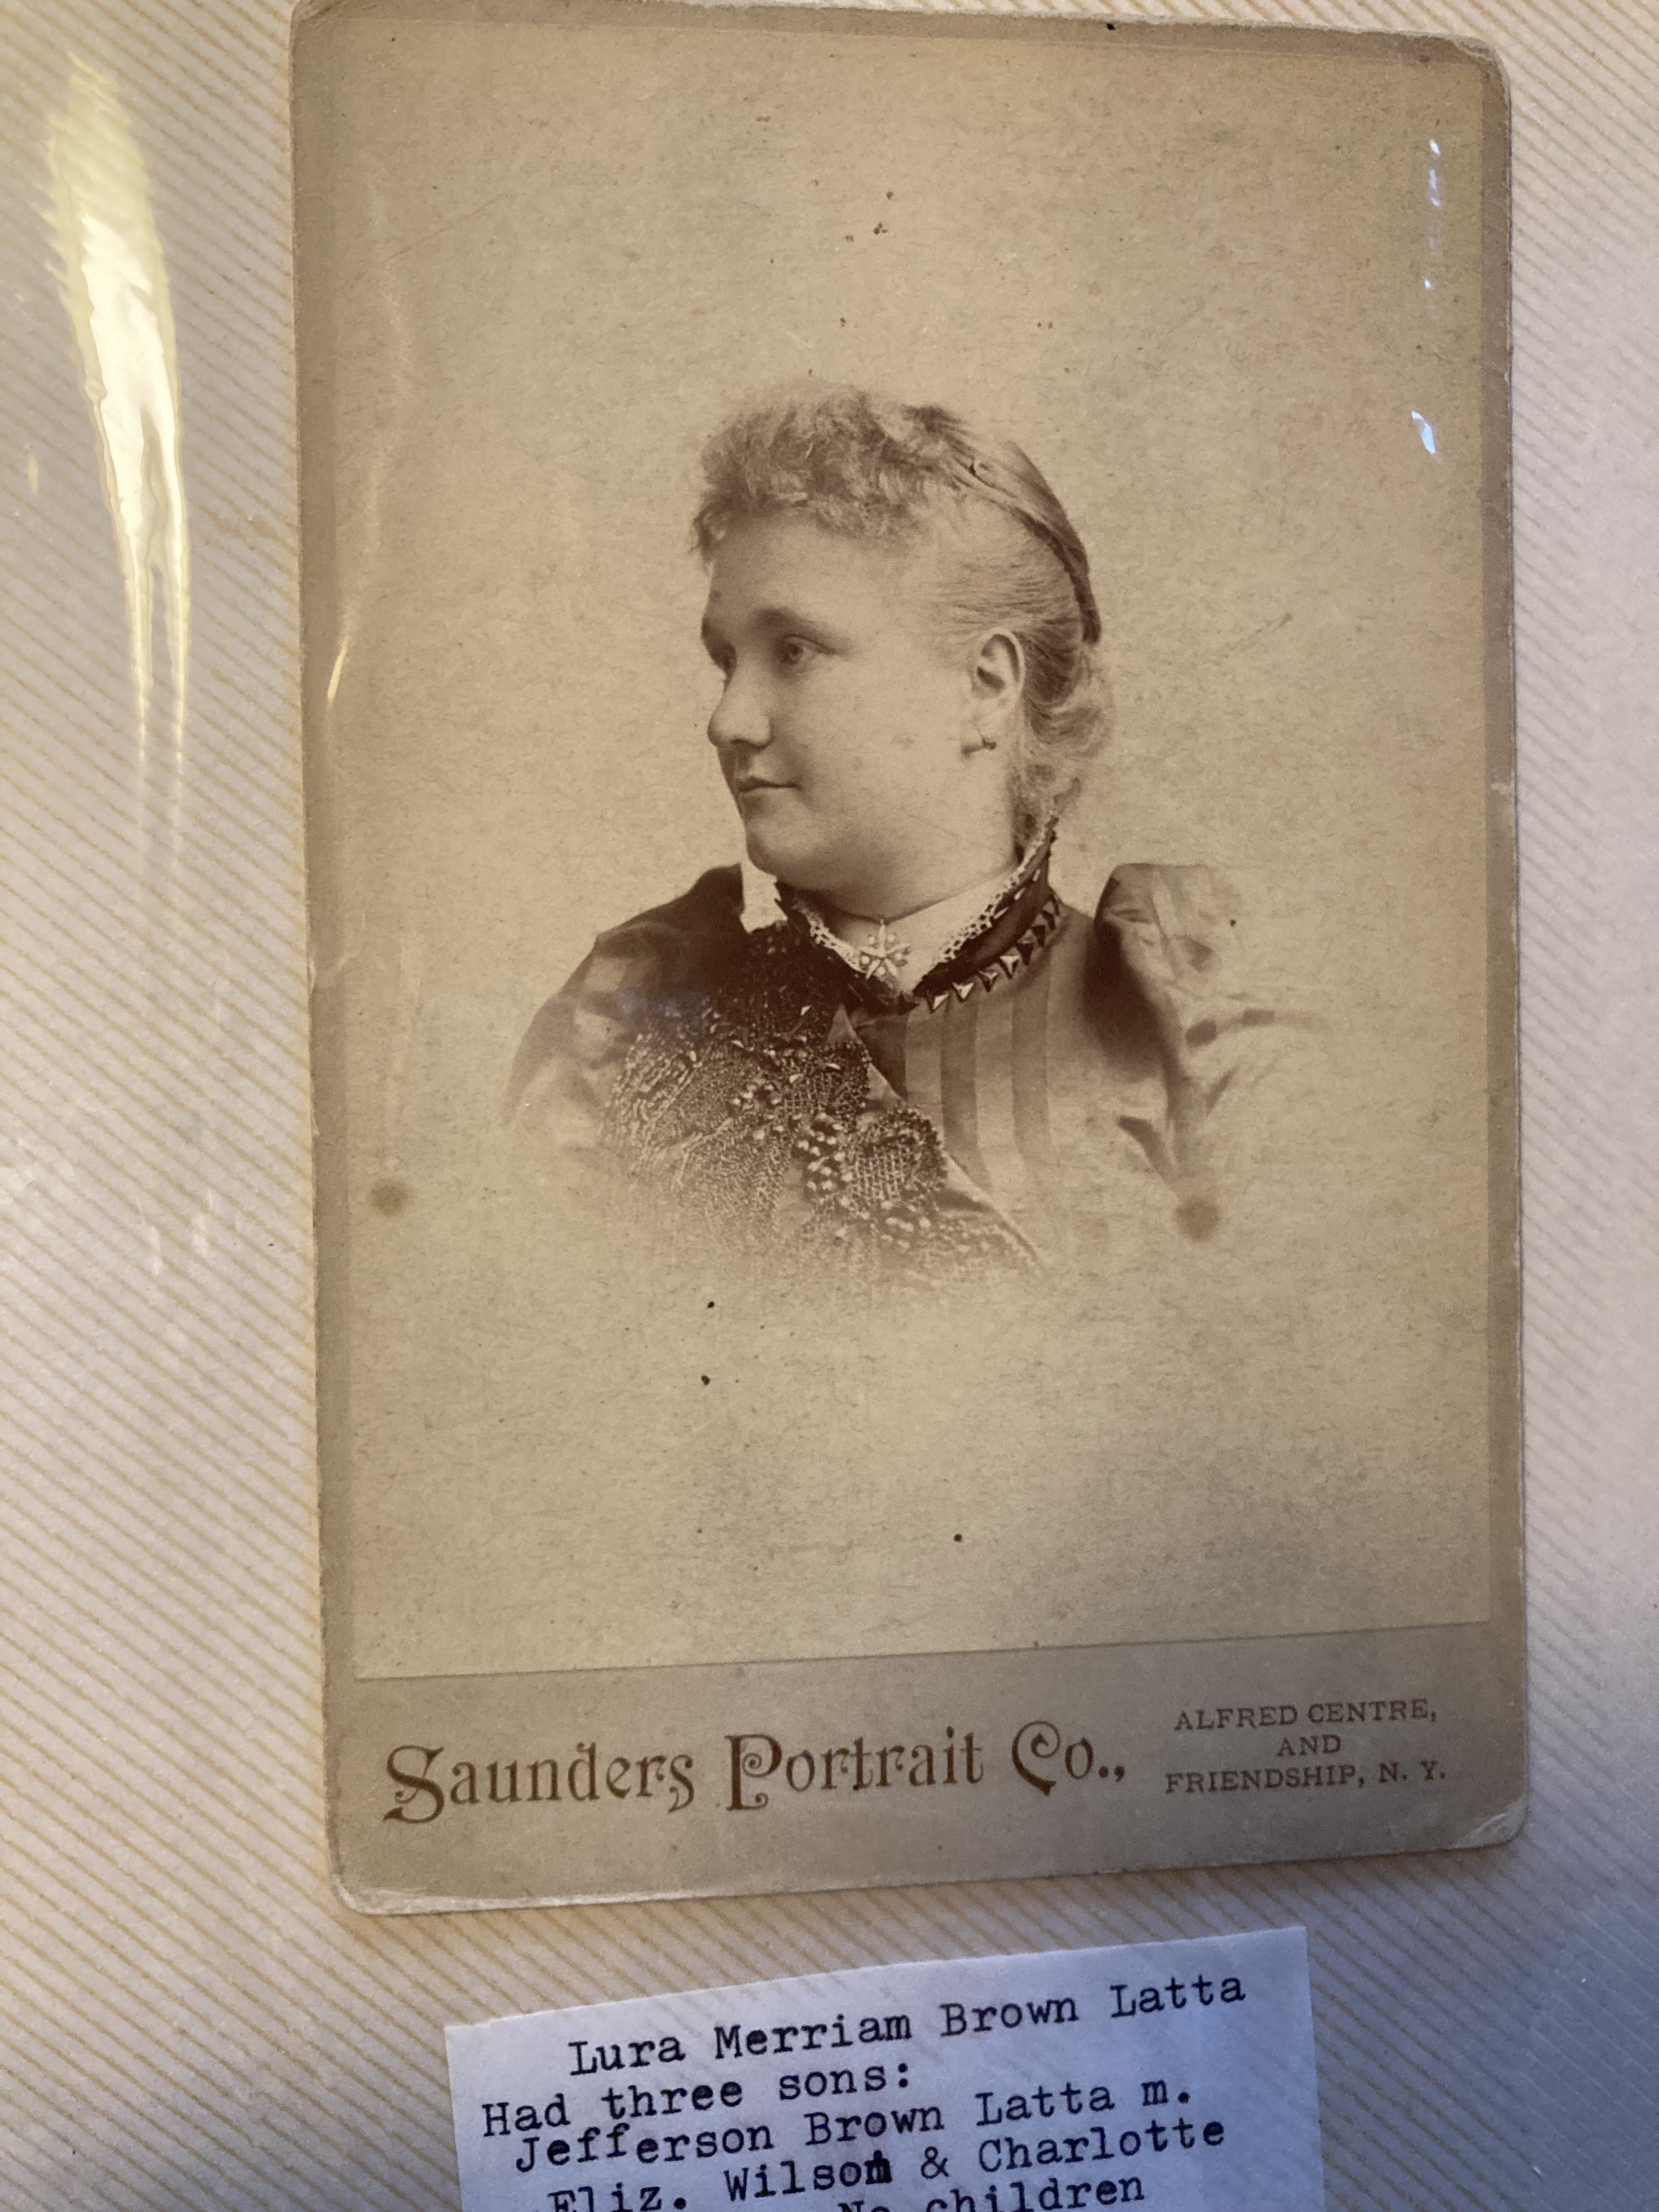 Saunders Portrait Co.,
ALFRED CENTRE,
AND
FRIENDSHIP, N. Y.
Lura Merriam Brown Latta
Had three sons:
Jefferson Brown Latta m.
Eliz. Wilson & Charlotte
No children